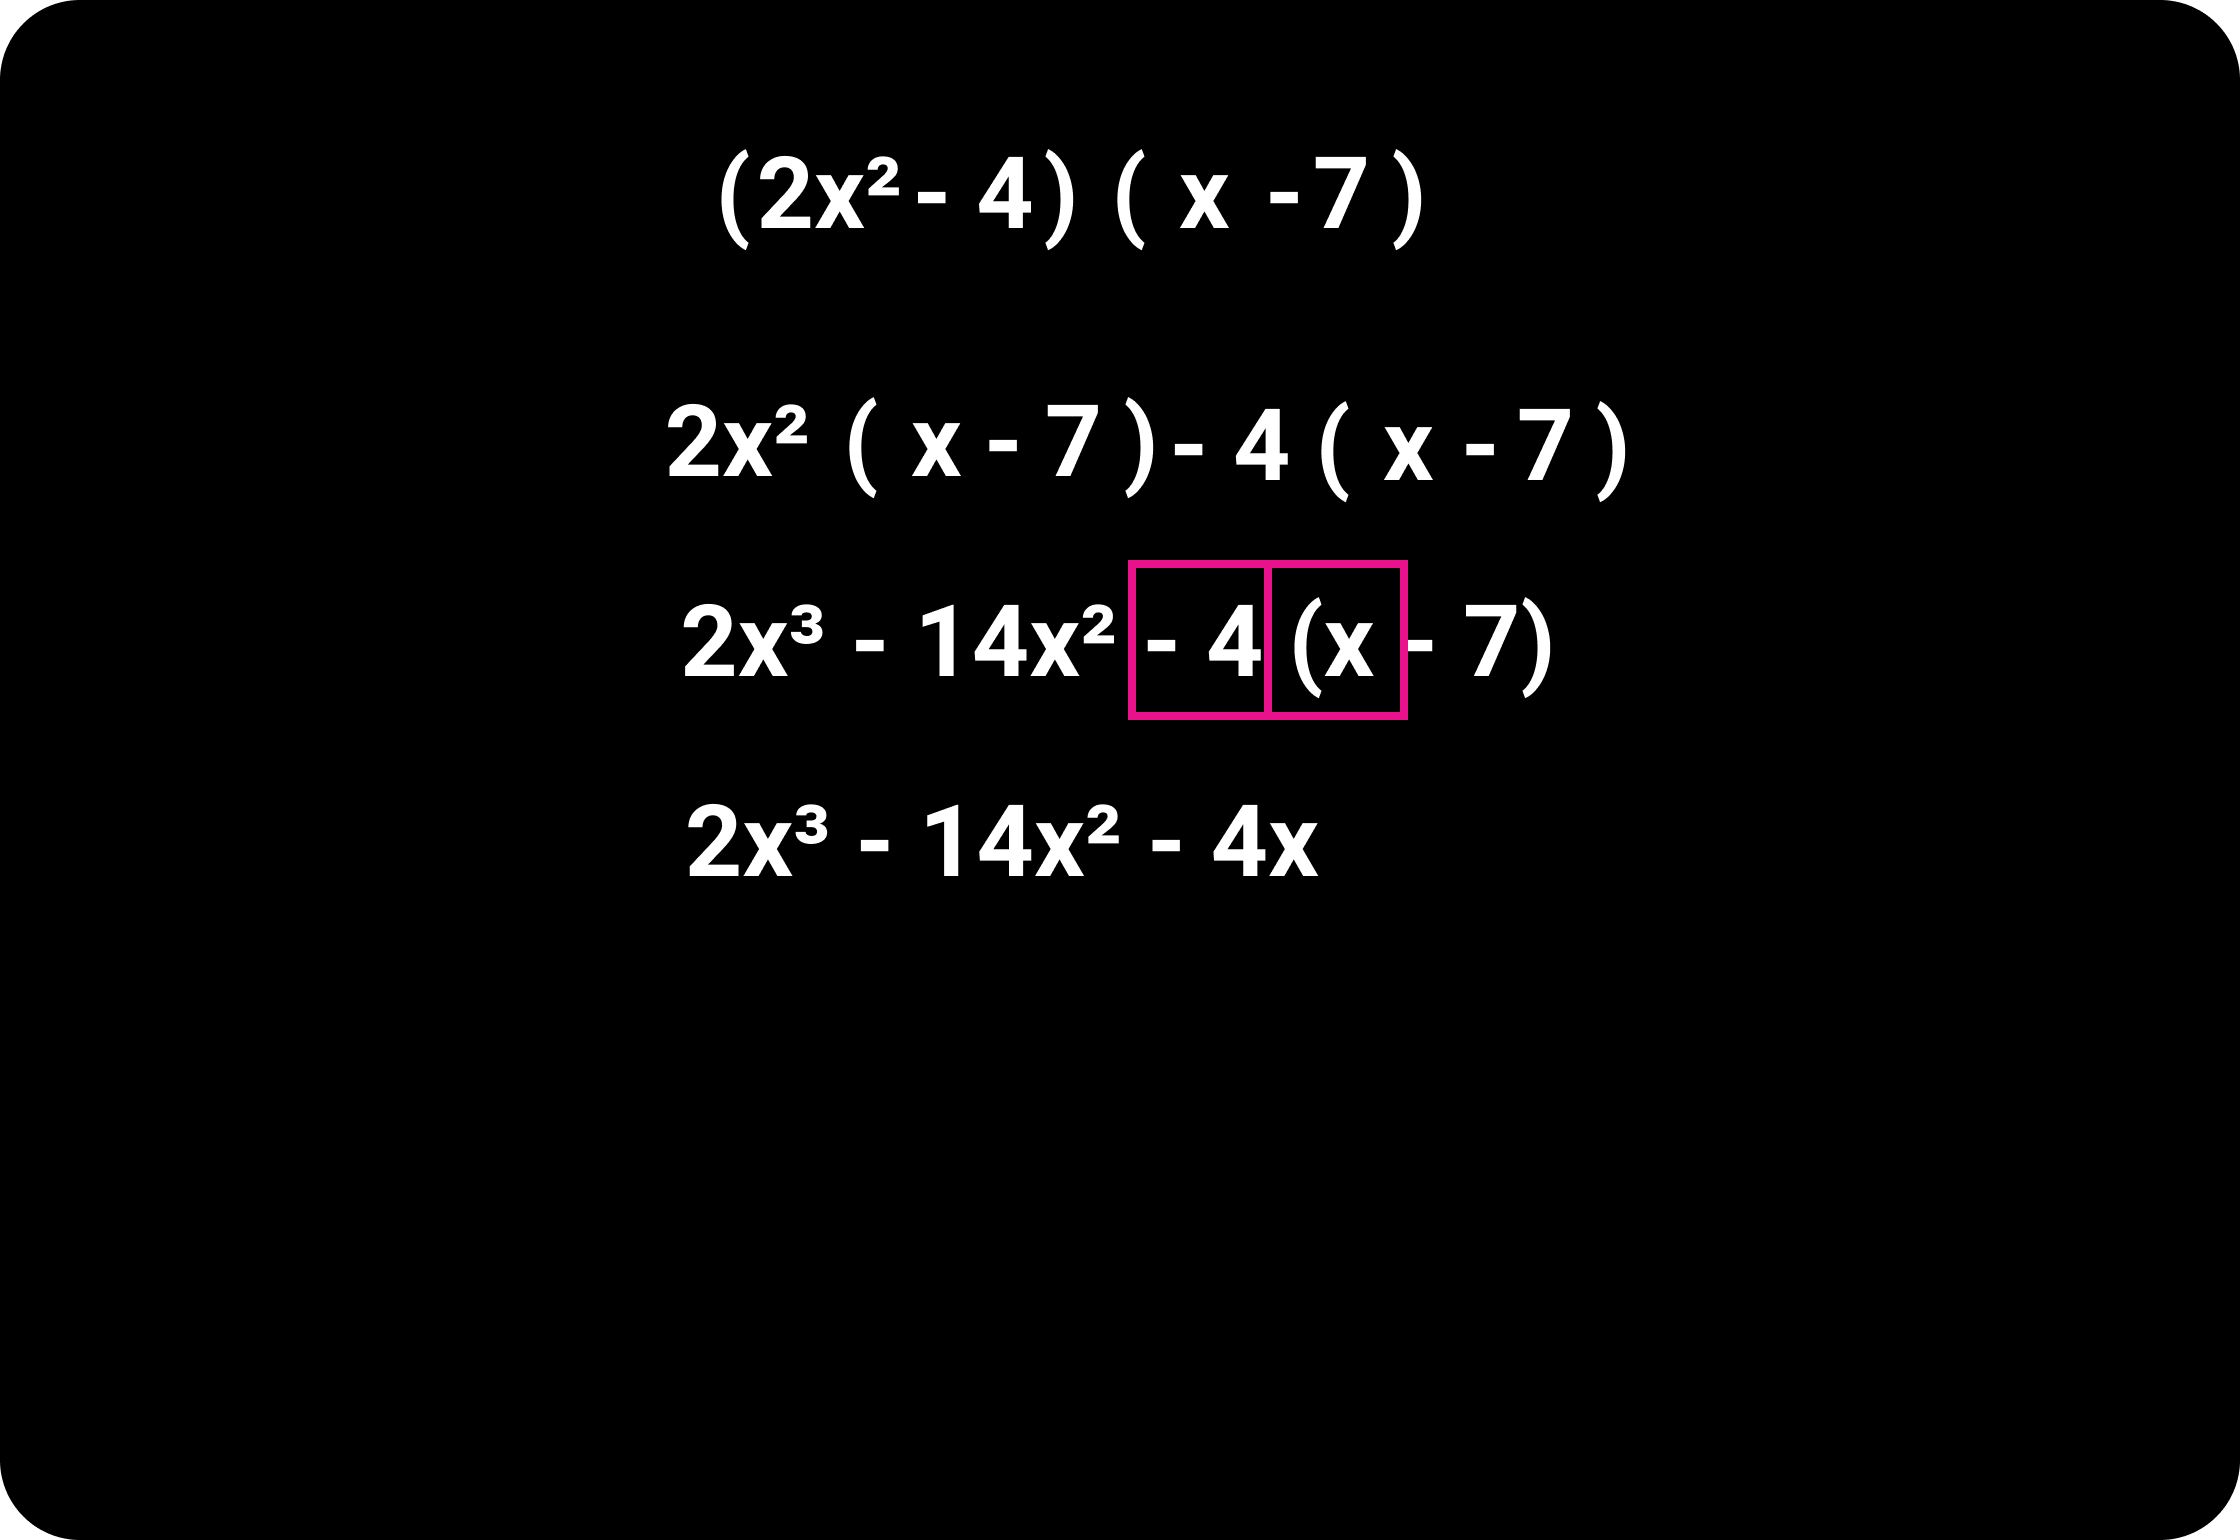 (2x² - 4) ( x - 7 )
2x² ( x - 7 ) - 4 ( x - 7 )
2x³ - 14x² - 4 (x - 7)
2x³ - 14x² - 4x